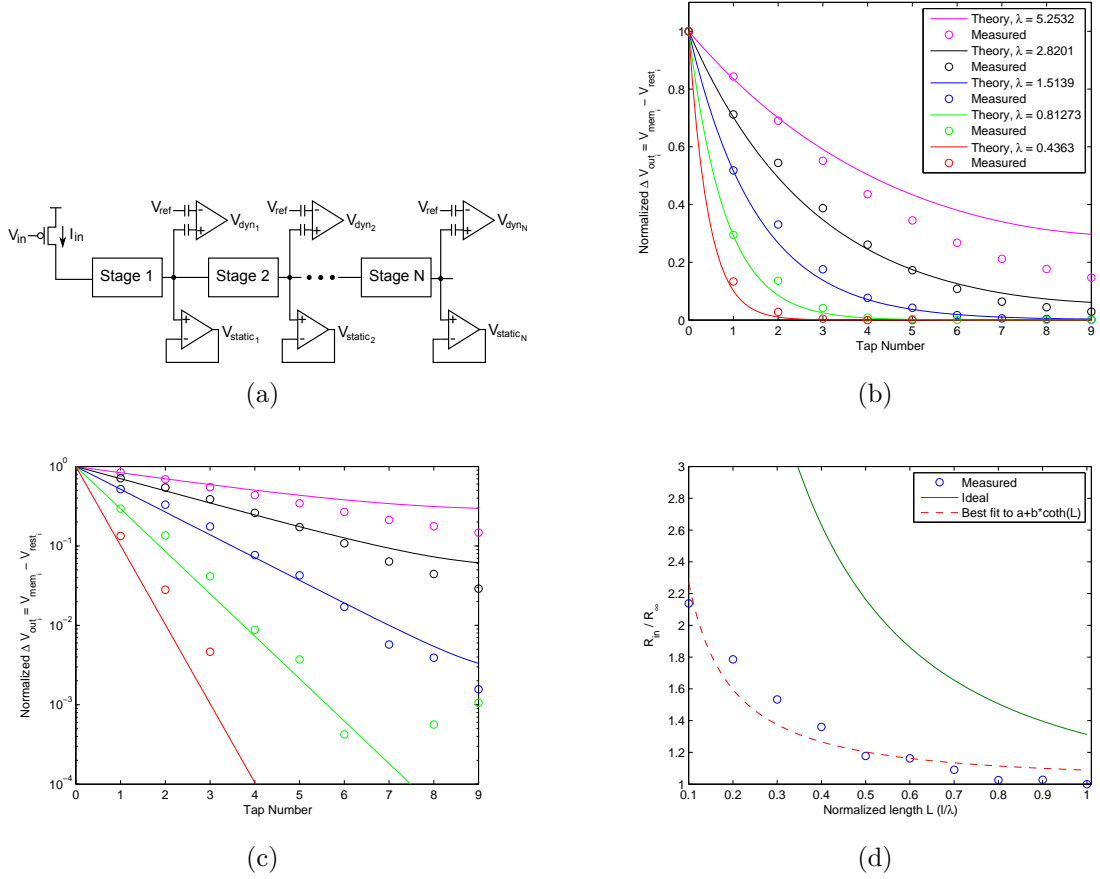 V_in
I_in
V_ref
V_dyn_1
V_ref
V_dyn_2
V_ref
V_dyn_N
Stage 1
Stage 2
Stage N
V_static_1
V_static_2
V_static_N
(a)
Normalized Δ V_out_i = V_mem_i − V_rest_i
1
0.8
0.6
0.4
0.2
0
0 1 2 3 4 5 6 7 8 9
Tap Number
Theory, λ = 5.2532
Measured
Theory, λ = 2.8201
Measured
Theory, λ = 1.5139
Measured
Theory, λ = 0.81273
Measured
Theory, λ = 0.4363
Measured
(b)
Normalized Δ V_out_i = V_mem_i − V_rest_i
10^0
10^−1
10^−2
10^−3
10^−4
0 1 2 3 4 5 6 7 8 9
Tap Number
(c)
R_in / R_∞
3
2.8
2.6
2.4
2.2
2
1.8
1.6
1.4
1.2
1
0.1 0.2 0.3 0.4 0.5 0.6 0.7 0.8 0.9 1
Normalized length L (l/λ)
Measured
Ideal
Best fit to a+b*coth(L)
(d)